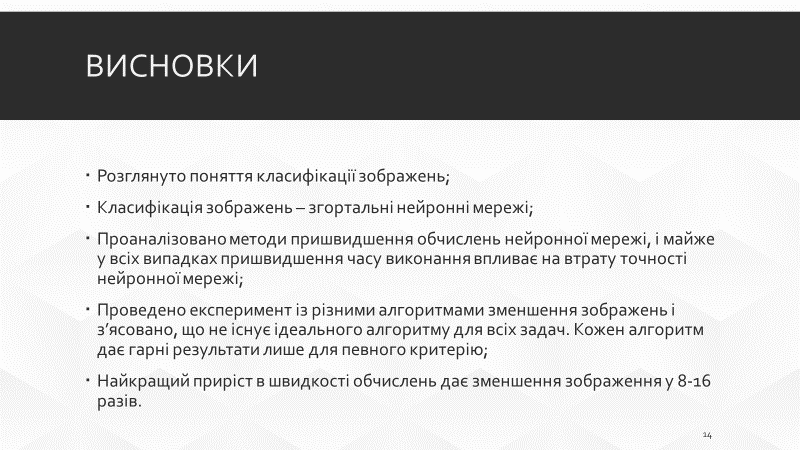 ВИСНОВКИ
▪ Розглянуто поняття класифікації зображень;
▪ Класифікація зображень – згортальні нейронні мережі;
▪ Проаналізовано методи пришвидшення обчислень нейронної мережі, і майже
у всіх випадках пришвидшення часу виконання впливає на втрату точності
нейронної мережі;
▪ Проведено експеримент із різними алгоритмами зменшення зображень і
з’ясовано, що не існує ідеального алгоритму для всіх задач. Кожен алгоритм
дає гарні результати лише для певного критерію;
▪ Найкращий приріст в швидкості обчислень дає зменшення зображення у 8-16
разів.
14